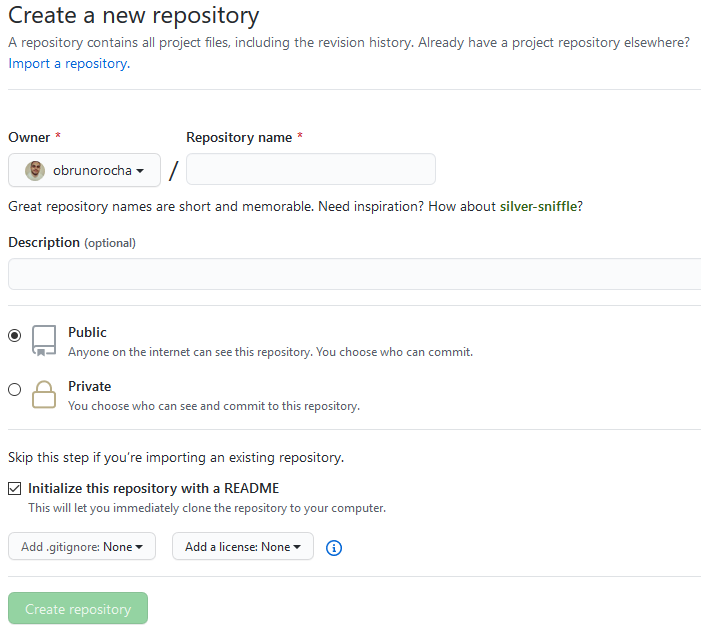 Create a new repository
A repository contains all project files, including the revision history. Already have a project repository elsewhere?
Import a repository.
Owner * Repository name *
obrunorocha /
Great repository names are short and memorable. Need inspiration? How about silver-sniffle?
Description (optional)
Public
Anyone on the internet can see this repository. You choose who can commit.
Private
You choose who can see and commit to this repository.
Skip this step if you’re importing an existing repository.
Initialize this repository with a README
This will let you immediately clone the repository to your computer.
Add .gitignore: None Add a license: None
Create repository